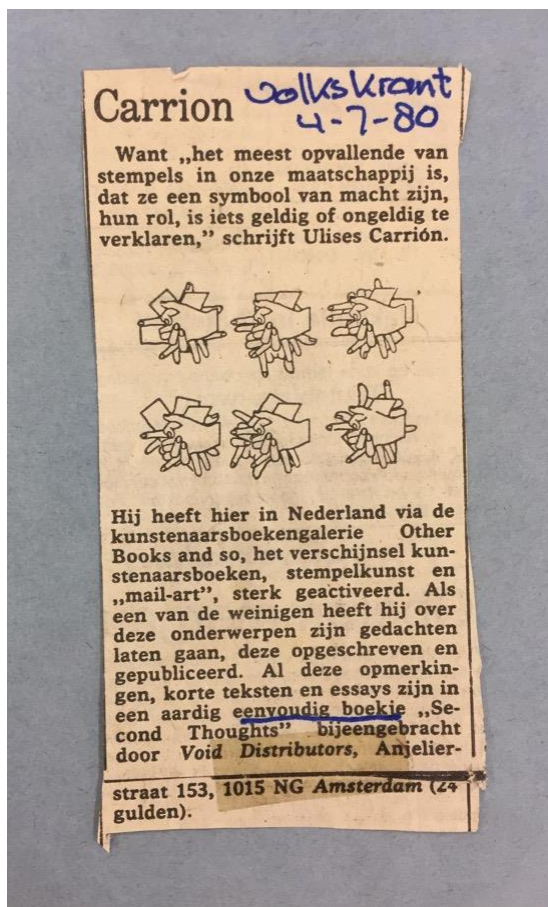 Carrion
volkskrant
4-7-80
Want „het meest opvallende van
stempels in onze maatschappij is,
dat ze een symbool van macht zijn,
hun rol, is iets geldig of ongeldig te
verklaren,” schrijft Ulises Carrión.
Hij heeft hier in Nederland via de
kunstenaarsboekengalerie Other
Books and so, het verschijnsel kun-
stenaarsboeken, stempelkunst en
„mail-art”, sterk geactiveerd. Als
een van de weinigen heeft hij over
deze onderwerpen zijn gedachten
laten gaan, deze opgeschreven en
gepubliceerd. Al deze opmerkin-
gen, korte teksten en essays zijn in
een aardig eenvoudig boekje „Se-
cond Thoughts” bijeengebracht
door Void Distributors, Anjelier-
straat 153, 1015 NG Amsterdam (24
gulden).